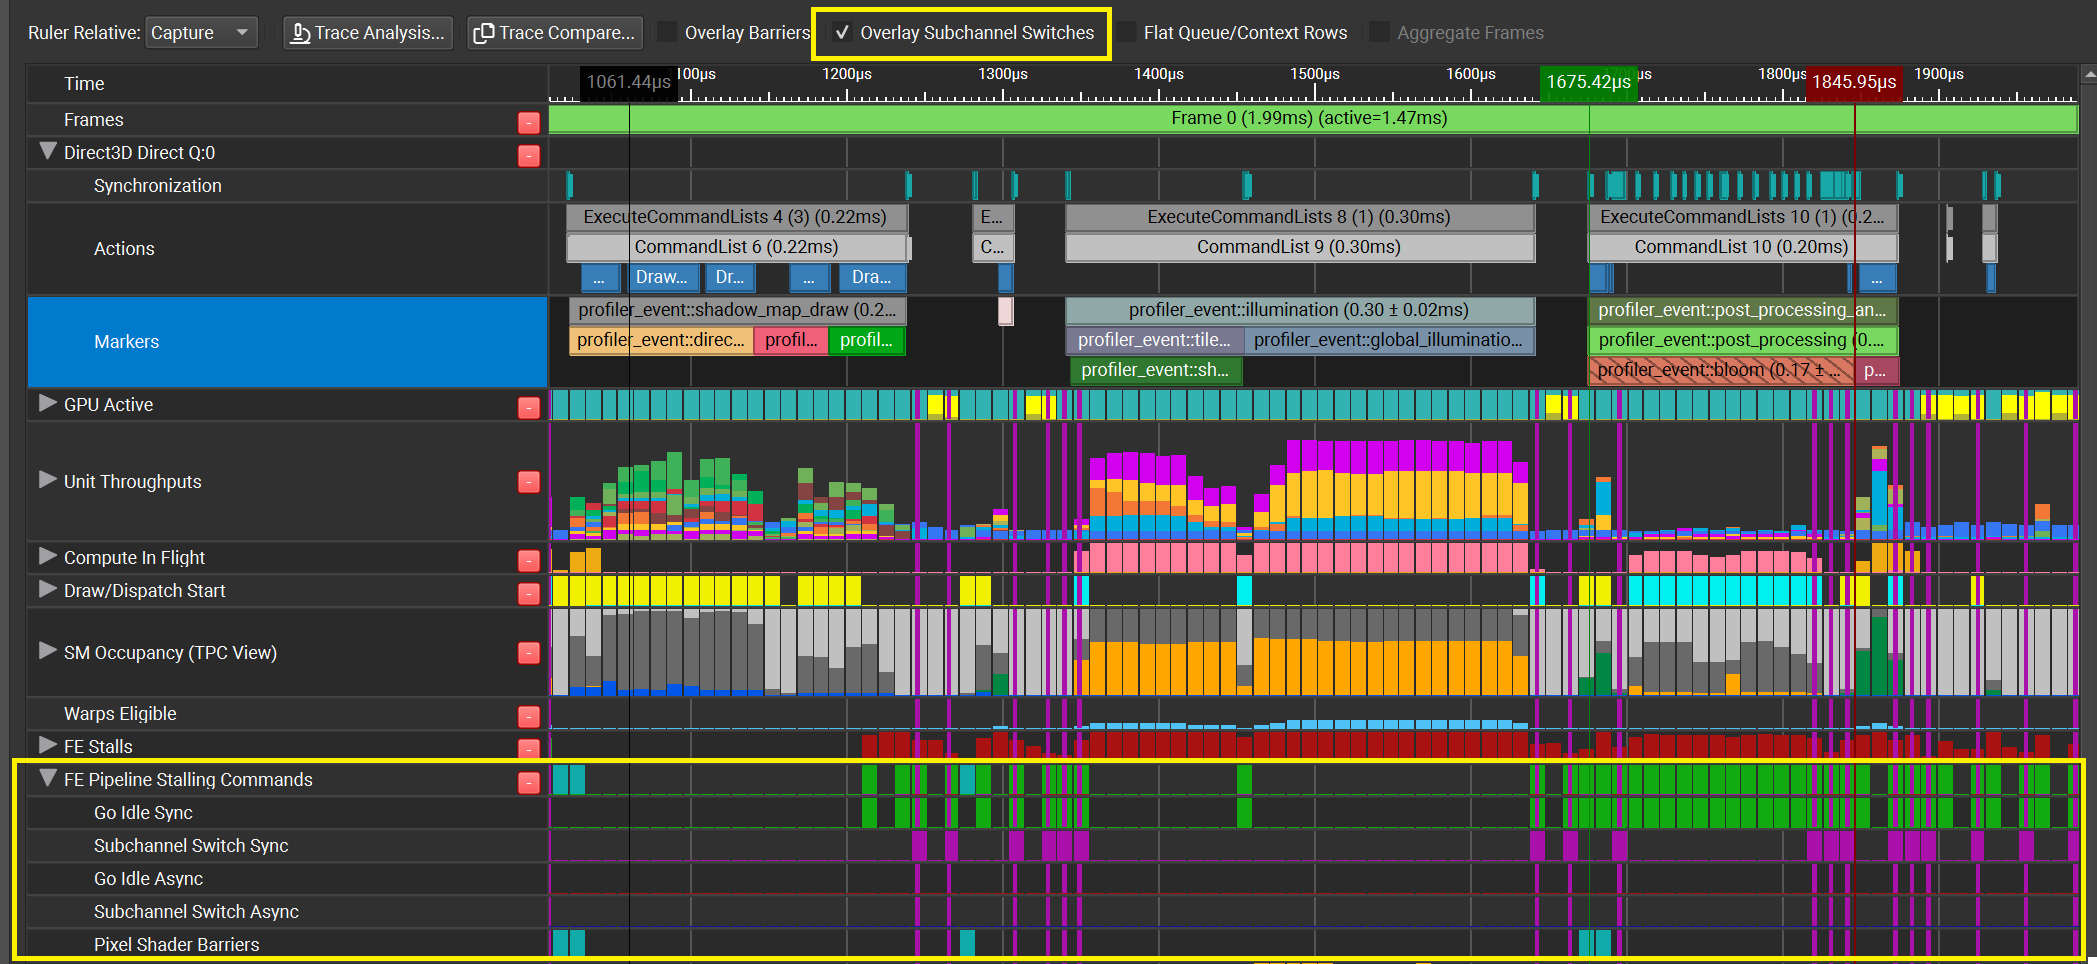 Ruler Relative: Capture Trace Analysis... Trace Compare... Overlay Barriers Overlay Subchannel Switches Flat Queue/Context Rows Aggregate Frames
Time 1061.44µs 100µs 1200µs 1300µs 1400µs 1500µs 1600µs 1675.42µs µs 1800µs 1845.95µs 1900µs
Frames - Frame 0 (1.99ms) (active=1.47ms)
Direct3D Direct Q:0 -
Synchronization
ExecuteCommandLists 4 (3) (0.22ms) E... ExecuteCommandLists 8 (1) (0.30ms) ExecuteCommandLists 10 (1) (0.2...
Actions CommandList 6 (0.22ms) C... CommandList 9 (0.30ms) CommandList 10 (0.20ms)
... Draw... Dr... ... Dra... ...
profiler_event::shadow_map_draw (0.2... profiler_event::illumination (0.30 ± 0.02ms) profiler_event::post_processing_an...
Markers profiler_event::direc... profil... profil... profiler_event::tile... profiler_event::global_illuminatio... profiler_event::post_processing (0....
profiler_event::sh... profiler_event::bloom (0.17 ± ... p...
GPU Active -
Unit Throughputs -
Compute In Flight -
Draw/Dispatch Start -
SM Occupancy (TPC View) -
Warps Eligible -
FE Stalls -
FE Pipeline Stalling Commands -
Go Idle Sync
Subchannel Switch Sync
Go Idle Async
Subchannel Switch Async
Pixel Shader Barriers